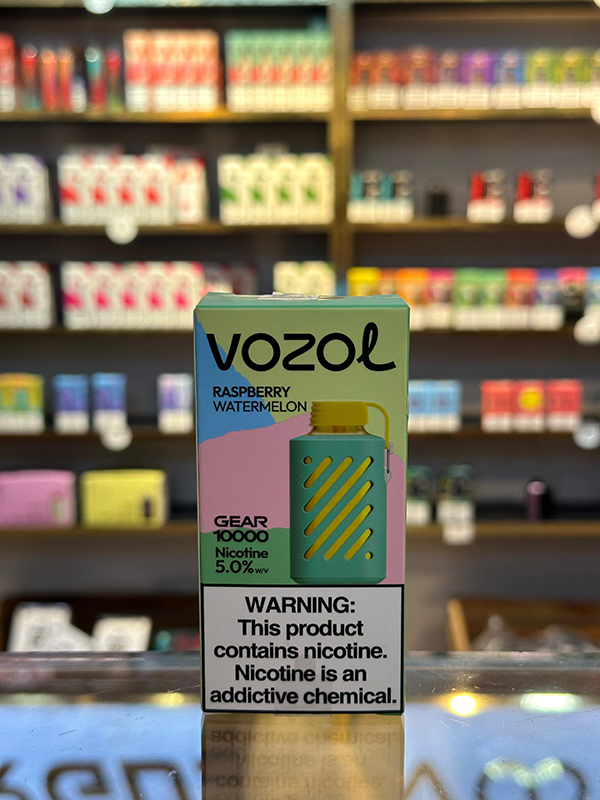 VOZOL
RASPBERRY
WATERMELON
GEAR
10000
Nicotine
5.0% w/v
WARNING:
This product
contains nicotine.
Nicotine is an
addictive chemical.